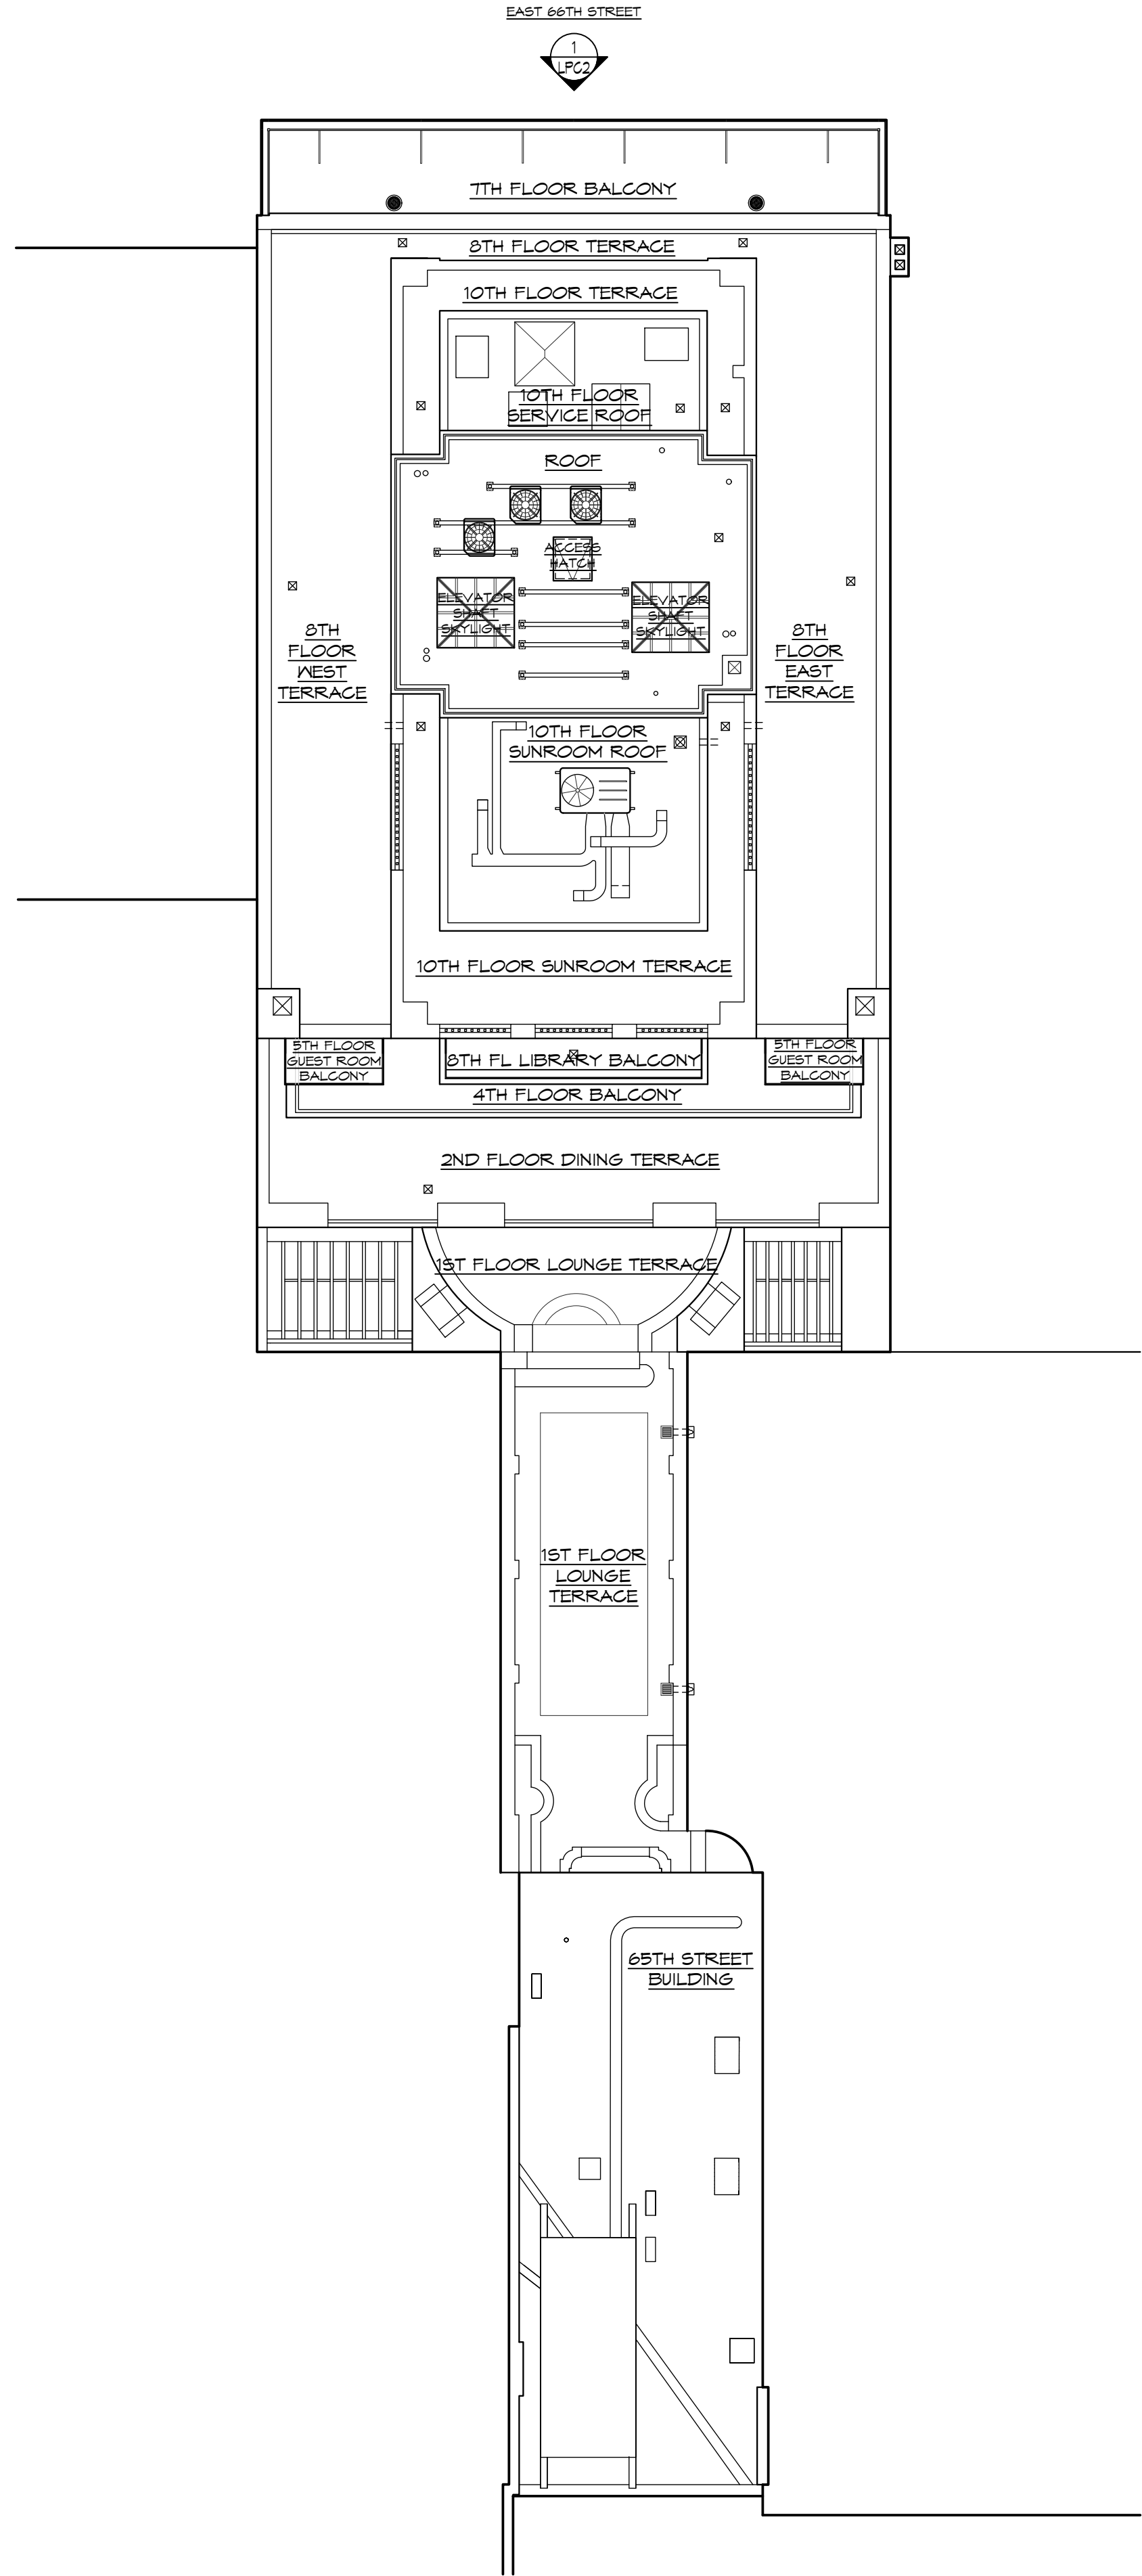 EAST 66TH STREET
1
LPC2
7TH FLOOR BALCONY
8TH FLOOR TERRACE
10TH FLOOR TERRACE
10TH FLOOR
SERVICE ROOF
ROOF
ACCESS
HATCH
ELEVATOR
SHAFT
SKYLIGHT
ELEVATOR
SHAFT
SKYLIGHT
8TH
FLOOR
WEST
TERRACE
8TH
FLOOR
EAST
TERRACE
10TH FLOOR
SUNROOM ROOF
10TH FLOOR SUNROOM TERRACE
5TH FLOOR
GUEST ROOM
BALCONY
8TH FL LIBRARY BALCONY
5TH FLOOR
GUEST ROOM
BALCONY
4TH FLOOR BALCONY
2ND FLOOR DINING TERRACE
1ST FLOOR LOUNGE TERRACE
1ST FLOOR
LOUNGE
TERRACE
65TH STREET
BUILDING